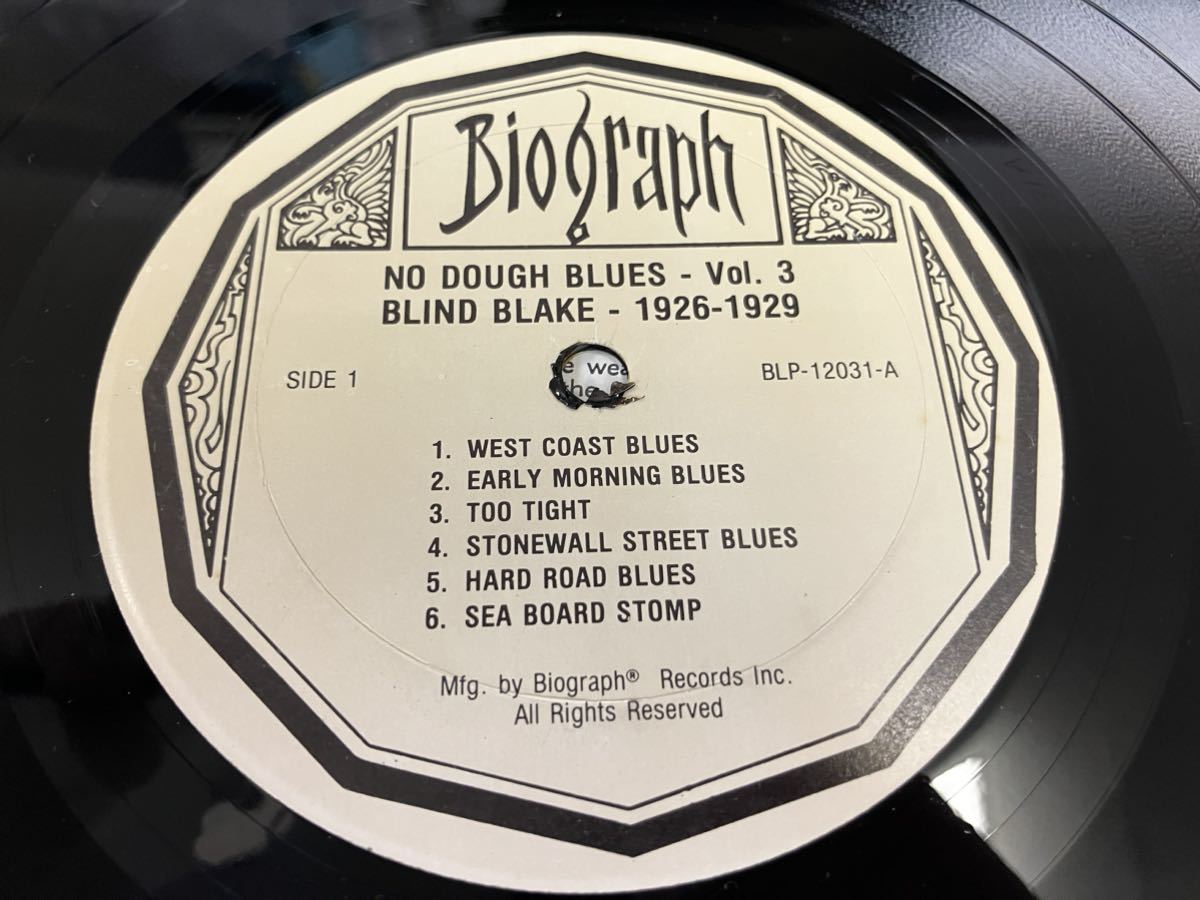 Biograph
NO DOUGH BLUES - Vol. 3
BLIND BLAKE - 1926-1929
e wea
the
SIDE 1
BLP-12031-A
1. WEST COAST BLUES
2. EARLY MORNING BLUES
3. TOO TIGHT
4. STONEWALL STREET BLUES
5. HARD ROAD BLUES
6. SEA BOARD STOMP
Mfg. by Biograph® Records Inc.
All Rights Reserved